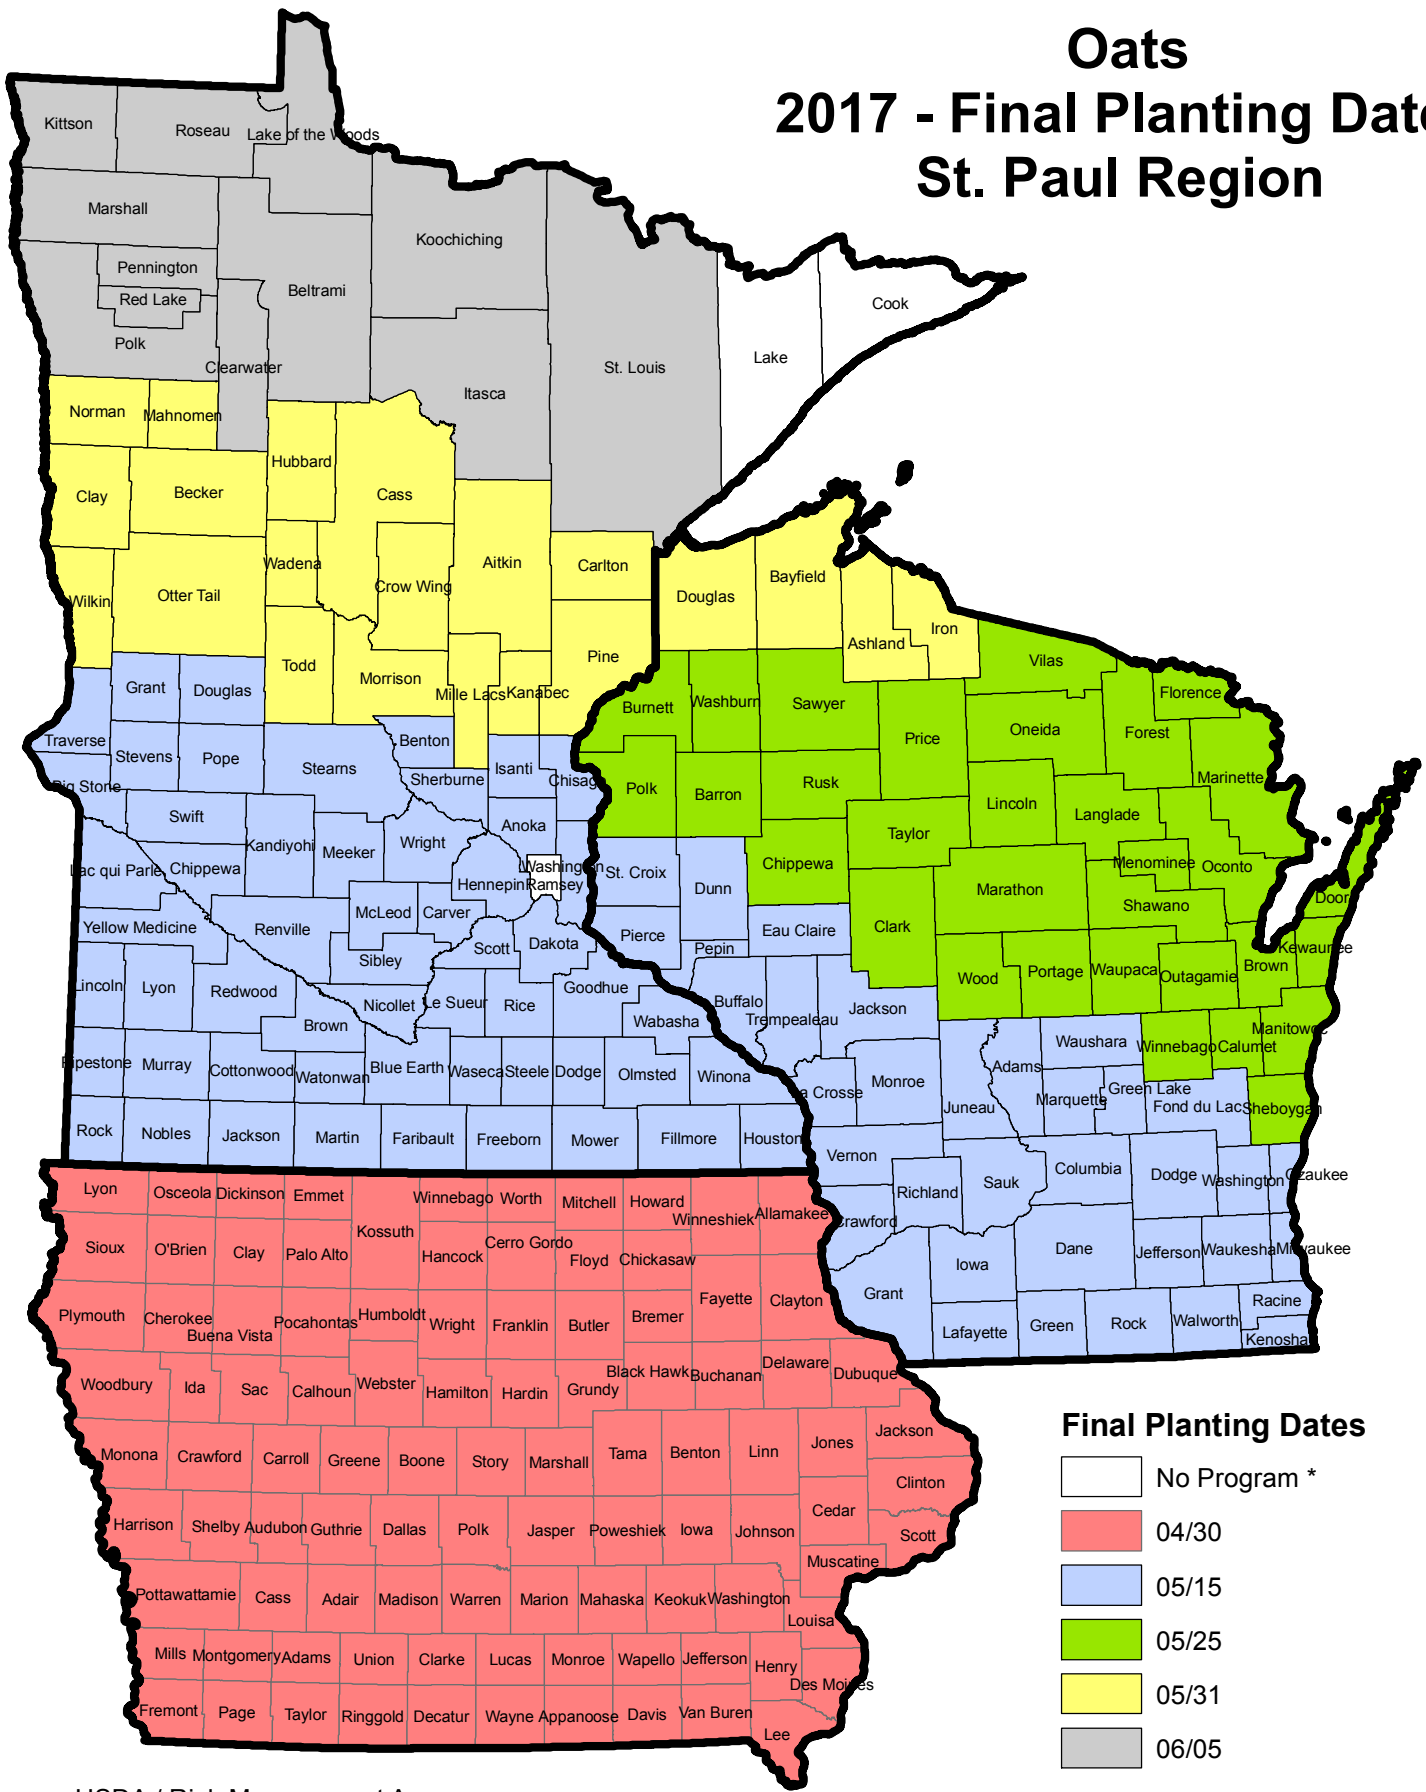 Oats
2017 - Final Planting Dat
St. Paul Region
Kittson
Roseau
Lake of the Woods
Marshall
Koochiching
Pennington
Beltrami
Red Lake
Cook
Polk
Clearwater
Lake
St. Louis
Itasca
Norman
Mahnomen
Hubbard
Clay
Becker
Cass
Wadena
Aitkin
Carlton
Crow Wing
Wilkin
Otter Tail
Bayfield
Douglas
Ashland
Iron
Todd
Morrison
Pine
Vilas
Mille Lacs
Kanabec
Grant
Douglas
Burnett
Washburn
Sawyer
Florence
Traverse
Stevens
Pope
Benton
Price
Oneida
Forest
Big Stone
Stearns
Sherburne
Isanti
Chisago
Polk
Barron
Rusk
Marinette
Swift
Lincoln
Langlade
Anoka
Kandiyohi
Meeker
Wright
Taylor
Lac qui Parle
Chippewa
Washington
Hennepin
Ramsey
St. Croix
Dunn
Chippewa
Menominee
Oconto
Marathon
Shawano
Door
Yellow Medicine
Renville
McLeod
Carver
Scott
Dakota
Pierce
Pepin
Eau Claire
Clark
Sibley
Kewaunee
Wood
Portage
Waupaca
Outagamie
Brown
Lincoln
Lyon
Redwood
Nicollet
Le Sueur
Rice
Goodhue
Brown
Wabasha
Buffalo
Trempealeau
Jackson
Waushara
Winnebago
Calumet
Manitowoc
Pipestone
Murray
Cottonwood
Watonwan
Blue Earth
Waseca
Steele
Dodge
Olmsted
Winona
La Crosse
Monroe
Adams
Juneau
Marquette
Green Lake
Fond du Lac
Sheboygan
Rock
Nobles
Jackson
Martin
Faribault
Freeborn
Mower
Fillmore
Houston
Vernon
Richland
Sauk
Columbia
Dodge
Washington
Ozaukee
Crawford
Lyon
Osceola
Dickinson
Emmet
Kossuth
Winnebago
Worth
Mitchell
Howard
Winneshiek
Allamakee
Sioux
O'Brien
Clay
Palo Alto
Hancock
Cerro Gordo
Floyd
Chickasaw
Grant
Iowa
Dane
Jefferson
Waukesha
Milwaukee
Plymouth
Cherokee
Buena Vista
Pocahontas
Humboldt
Wright
Franklin
Butler
Bremer
Fayette
Clayton
Lafayette
Green
Rock
Walworth
Racine
Kenosha
Woodbury
Ida
Sac
Calhoun
Webster
Hamilton
Hardin
Grundy
Black Hawk
Buchanan
Delaware
Dubuque
Monona
Crawford
Carroll
Greene
Boone
Story
Marshall
Tama
Benton
Linn
Jones
Jackson
Clinton
Cedar
Harrison
Shelby
Audubon
Guthrie
Dallas
Polk
Jasper
Poweshiek
Iowa
Johnson
Scott
Muscatine
Pottawattamie
Cass
Adair
Madison
Warren
Marion
Mahaska
Keokuk
Washington
Louisa
Mills
Montgomery
Adams
Union
Clarke
Lucas
Monroe
Wapello
Jefferson
Henry
Des Moines
Fremont
Page
Taylor
Ringgold
Decatur
Wayne
Appanoose
Davis
Van Buren
Lee
Final Planting Dates
No Program *
04/30
05/15
05/25
05/31
06/05